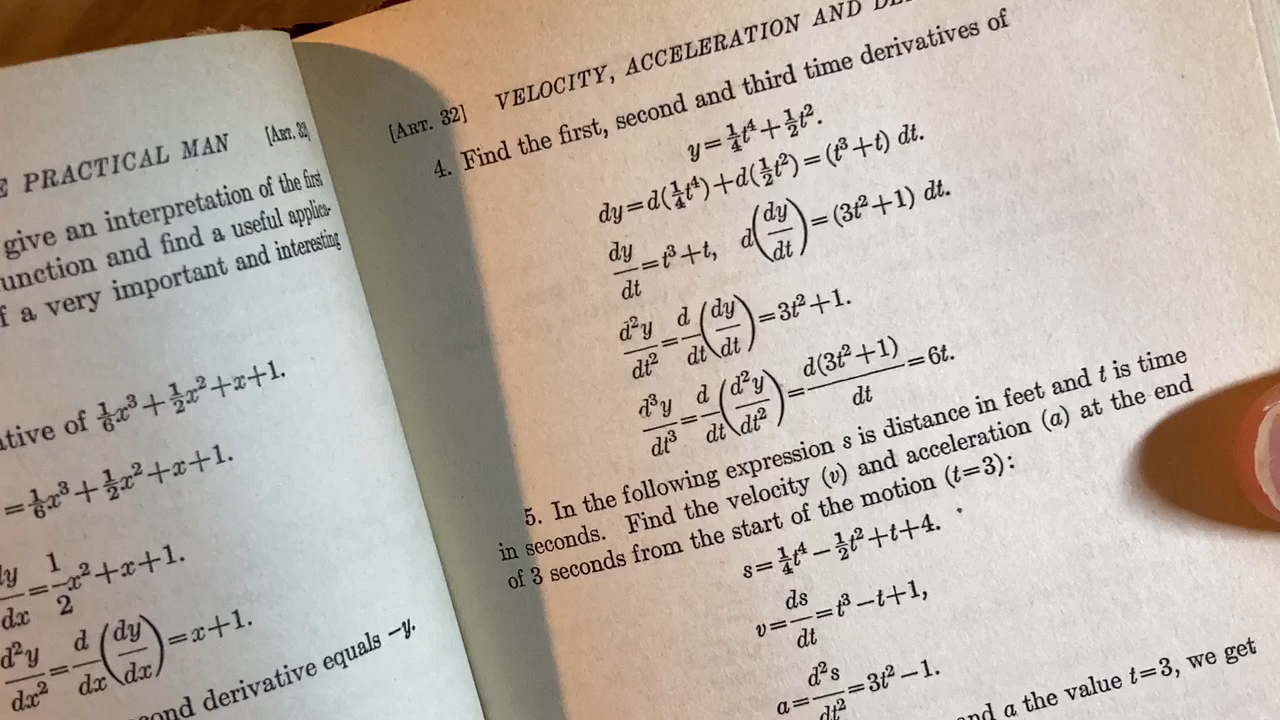 PRACTICAL MAN [ART. 32]
give an interpretation of the first
function and find a useful applica-
f a very important and interesting
of 1/6x³+1/2x²+x+1.
=1/6x³+1/2x²+x+1.
dy/dx=1/2x²+x+1.
d²y/dx²=d/dx(dy/dx)=x+1.
derivative equals −y.
[ART. 32] VELOCITY, ACCELERATION AND
4. Find the first, second and third time derivatives of
y=1/4t⁴+1/2t².
dy=d(1/4t⁴)+d(1/2t²)=(t³+t) dt.
dy/dt=t³+t, d(dy/dt)=(3t²+1) dt.
d²y/dt²=d/dt(dy/dt)=3t²+1.
d³y/dt³=d/dt(d²y/dt²)=d(3t²+1)/dt=6t.
5. In the following expression s is distance in feet and t is time
in seconds. Find the velocity (v) and acceleration (a) at the end
of 3 seconds from the start of the motion (t=3):
s=1/4t⁴−1/2t²+t+4.
v=ds/dt=t³−t+1,
a=d²s/dt²=3t²−1.
and a the value t=3, we get